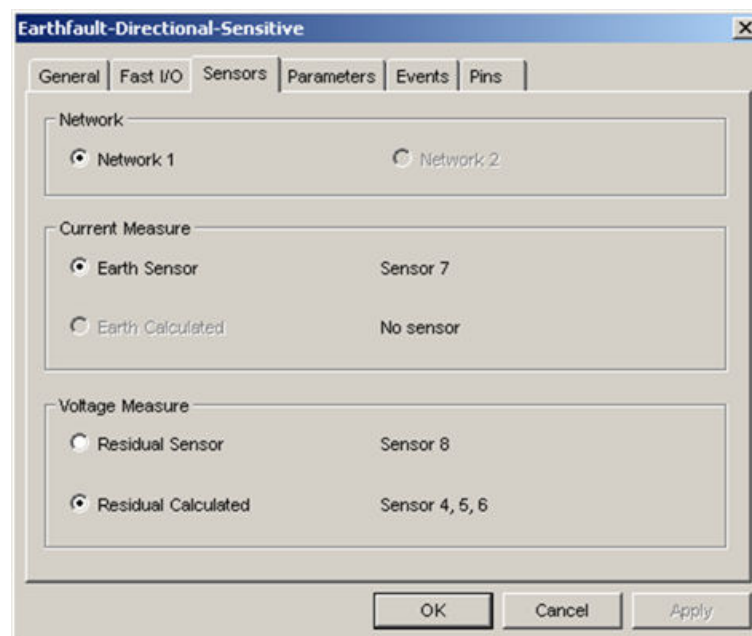 Earthfault-Directional-Sensitive
General Fast I/O Sensors Parameters Events Pins
Network
Network 1 Network 2
Current Measure
Earth Sensor Sensor 7
Earth Calculated No sensor
Voltage Measure
Residual Sensor Sensor 8
Residual Calculated Sensor 4, 5, 6
OK Cancel Apply